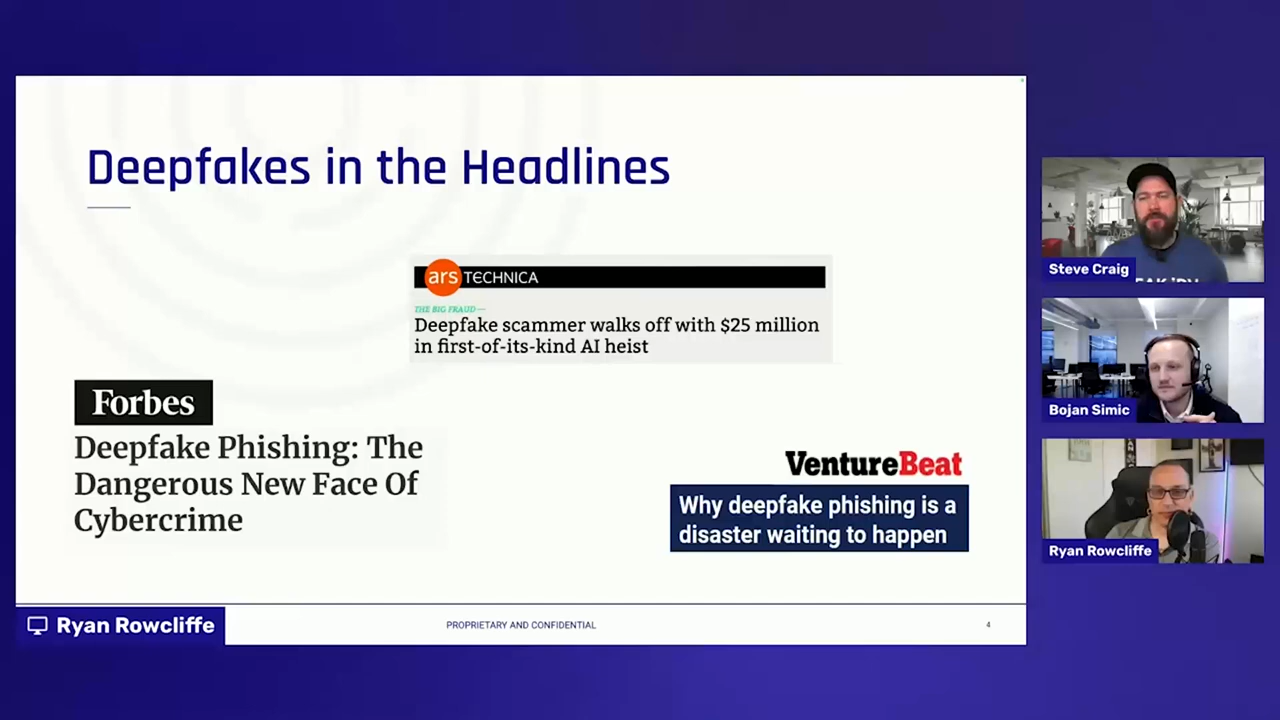 Deepfakes in the Headlines
ars TECHNICA
THE BIG FRAUD—
Deepfake scammer walks off with $25 million
in first-of-its-kind AI heist
Forbes
Deepfake Phishing: The
Dangerous New Face Of
Cybercrime
VentureBeat
Why deepfake phishing is a
disaster waiting to happen
Ryan Rowcliffe
PROPRIETARY AND CONFIDENTIAL
4
Steve Craig
Bojan Simic
Ryan Rowcliffe